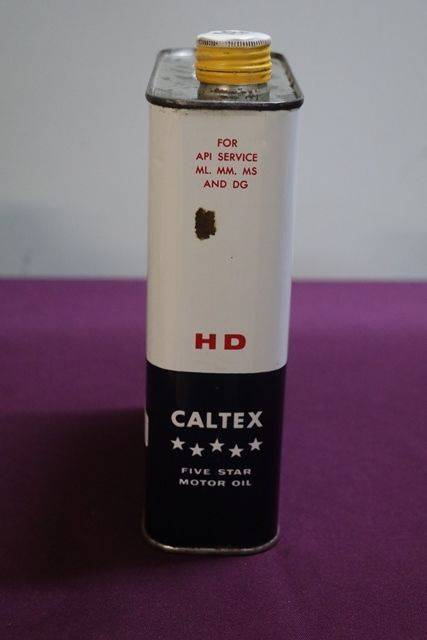 FOR
API SERVICE
ML. MM. MS
AND DG
HD
CALTEX
FIVE STAR
MOTOR OIL